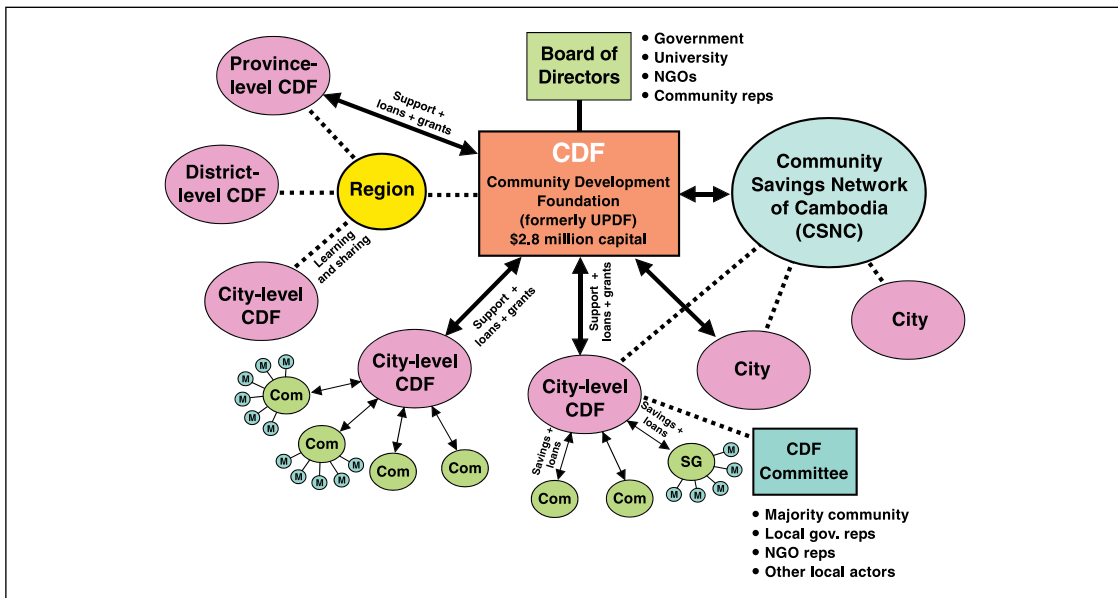 Board of
Directors
• Government
• University
• NGOs
• Community reps
Province-
level CDF
Support +
loans + grants
CDF
Community Development
Foundation
(formerly UPDF)
$2.8 million capital
Community
Savings Network
of Cambodia
(CSNC)
District-
level CDF
Region
Learning
and sharing
City-level
CDF
Support +
loans + grants
Support +
loans + grants
City
City
City-level
CDF
City-level
CDF
M
M
M
M
M
M
M
Com
Com
M
M
M
M
M
Com
Com
Savings +
loans
Savings +
loans
Com
Com
SG
M
M
M
M
M
M
CDF
Committee
• Majority community
• Local gov. reps
• NGO reps
• Other local actors